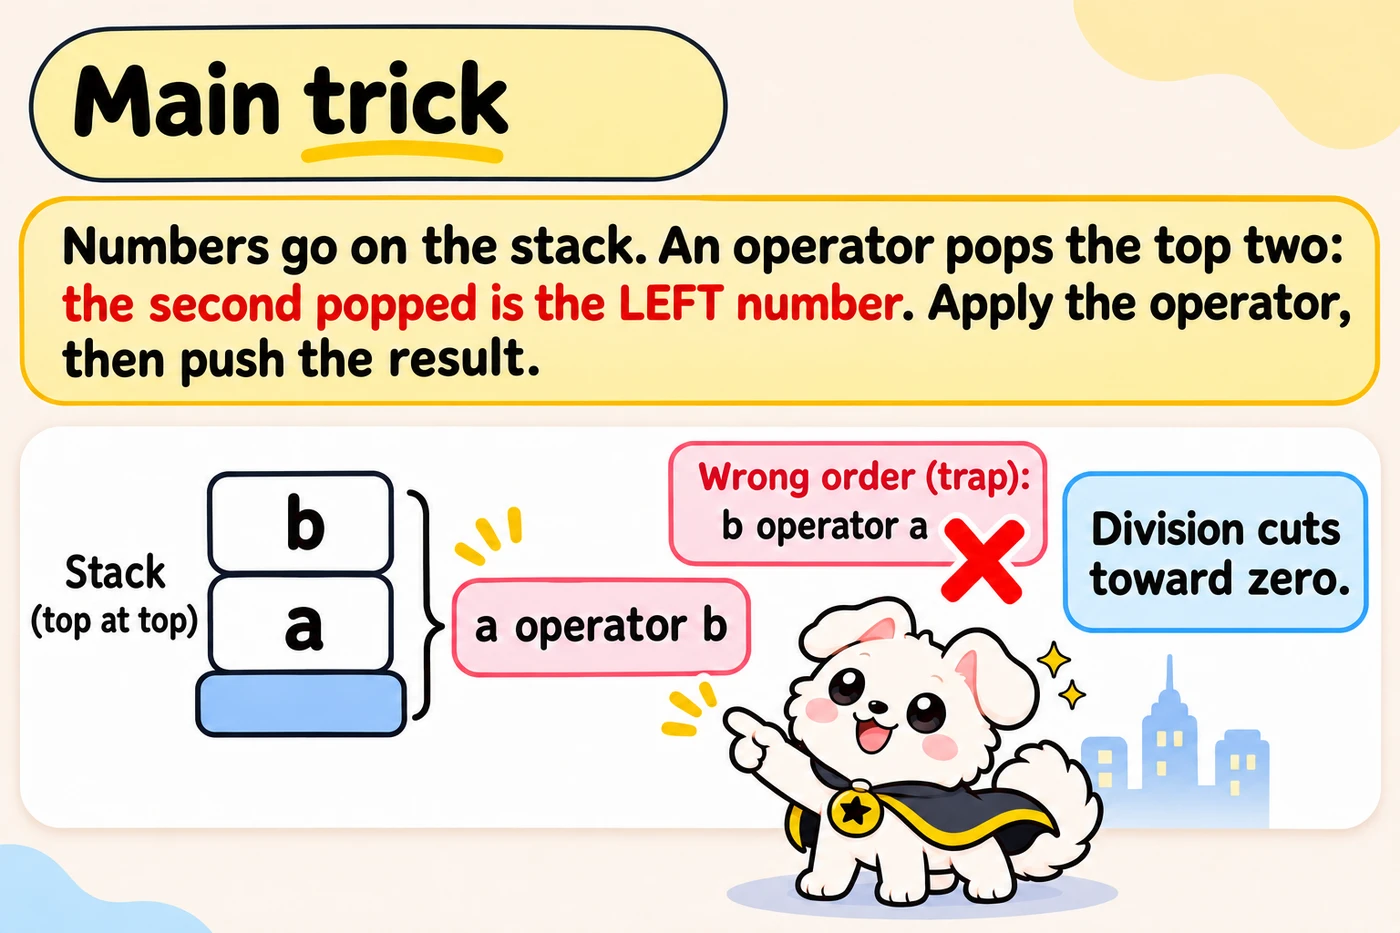 Main trick
Numbers go on the stack. An operator pops the top two:
the second popped is the LEFT number. Apply the operator,
then push the result.
Stack
(top at top)
b
a
a operator b
Wrong order (trap):
b operator a
Division cuts
toward zero.